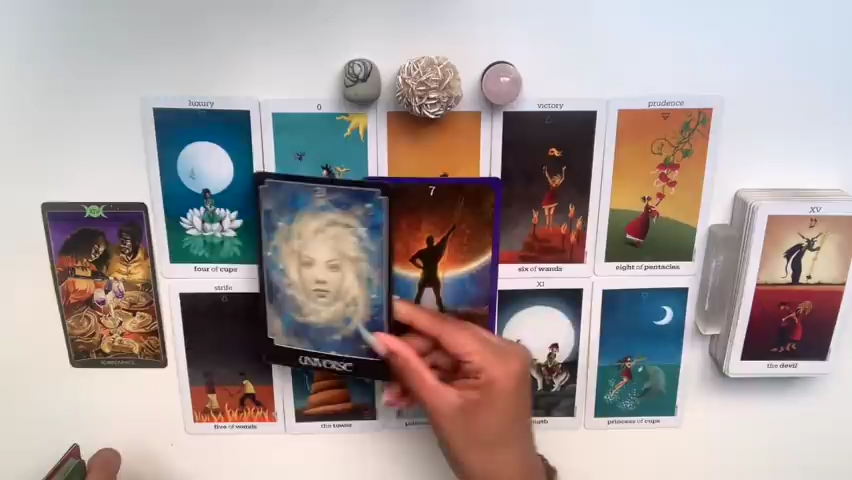 luxury
0
victory
prudence
four of cups
six of wands
eight of pentacles
XV
the devil
7
UNIVERSE
strife
XI
five of wands
the tower
princess of cups